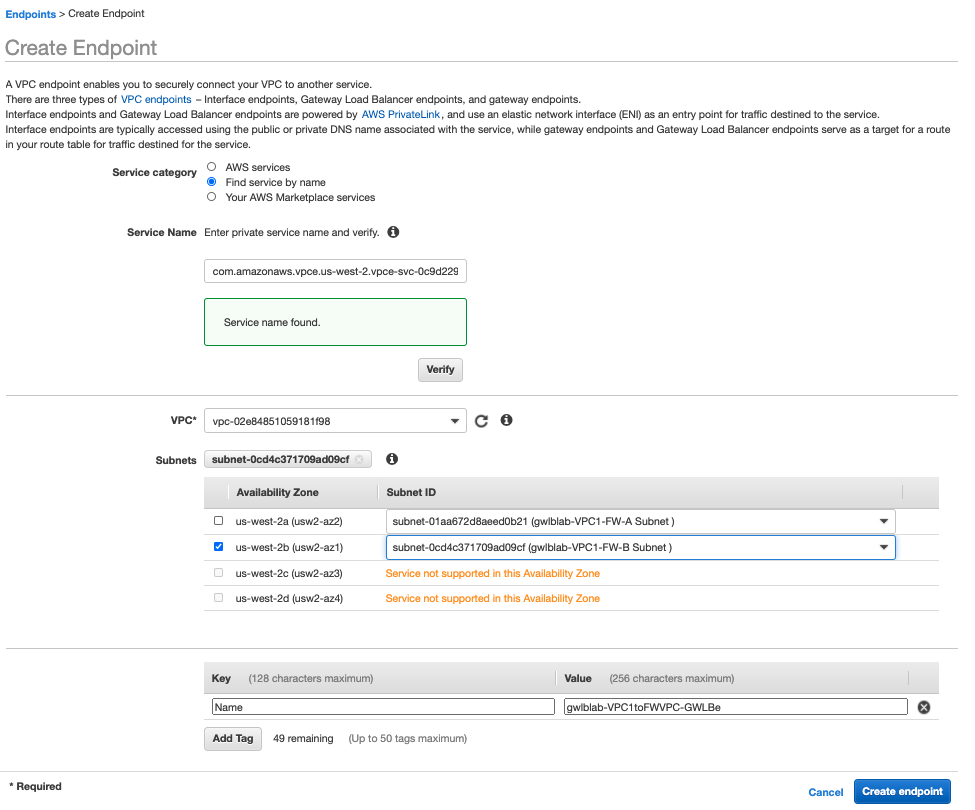 Endpoints > Create Endpoint
Create Endpoint
A VPC endpoint enables you to securely connect your VPC to another service.
There are three types of VPC endpoints – Interface endpoints, Gateway Load Balancer endpoints, and gateway endpoints.
Interface endpoints and Gateway Load Balancer endpoints are powered by AWS PrivateLink, and use an elastic network interface (ENI) as an entry point for traffic destined to the service.
Interface endpoints are typically accessed using the public or private DNS name associated with the service, while gateway endpoints and Gateway Load Balancer endpoints serve as a target for a route
in your route table for traffic destined for the service.
Service category
AWS services
Find service by name
Your AWS Marketplace services
Service Name Enter private service name and verify.
com.amazonaws.vpce.us-west-2.vpce-svc-0c9d229
Service name found.
Verify
VPC* vpc-02e84851059181f98
Subnets subnet-0cd4c371709ad09cf
Availability Zone Subnet ID
us-west-2a (usw2-az2) subnet-01aa672d8aeed0b21 (gwlblab-VPC1-FW-A Subnet )
us-west-2b (usw2-az1) subnet-0cd4c371709ad09cf (gwlblab-VPC1-FW-B Subnet )
us-west-2c (usw2-az3) Service not supported in this Availability Zone
us-west-2d (usw2-az4) Service not supported in this Availability Zone
Key (128 characters maximum) Value (256 characters maximum)
Name gwlblab-VPC1toFWVPC-GWLBe
Add Tag 49 remaining (Up to 50 tags maximum)
* Required
Cancel Create endpoint